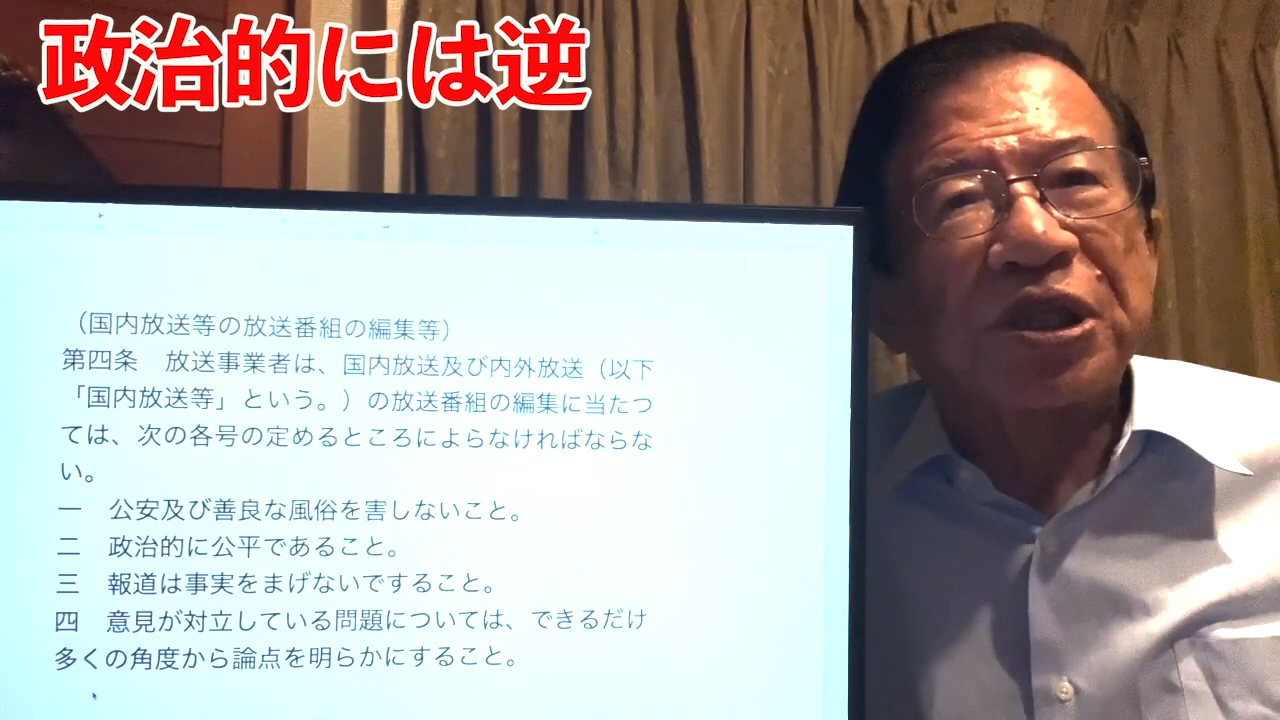 政治的には逆
（国内放送等の放送番組の編集等）
第四条　放送事業者は、国内放送及び内外放送（以下
「国内放送等」という。）の放送番組の編集に当たつ
ては、次の各号の定めるところによらなければならな
い。
一　公安及び善良な風俗を害しないこと。
二　政治的に公平であること。
三　報道は事実をまげないですること。
四　意見が対立している問題については、できるだけ
多くの角度から論点を明らかにすること。